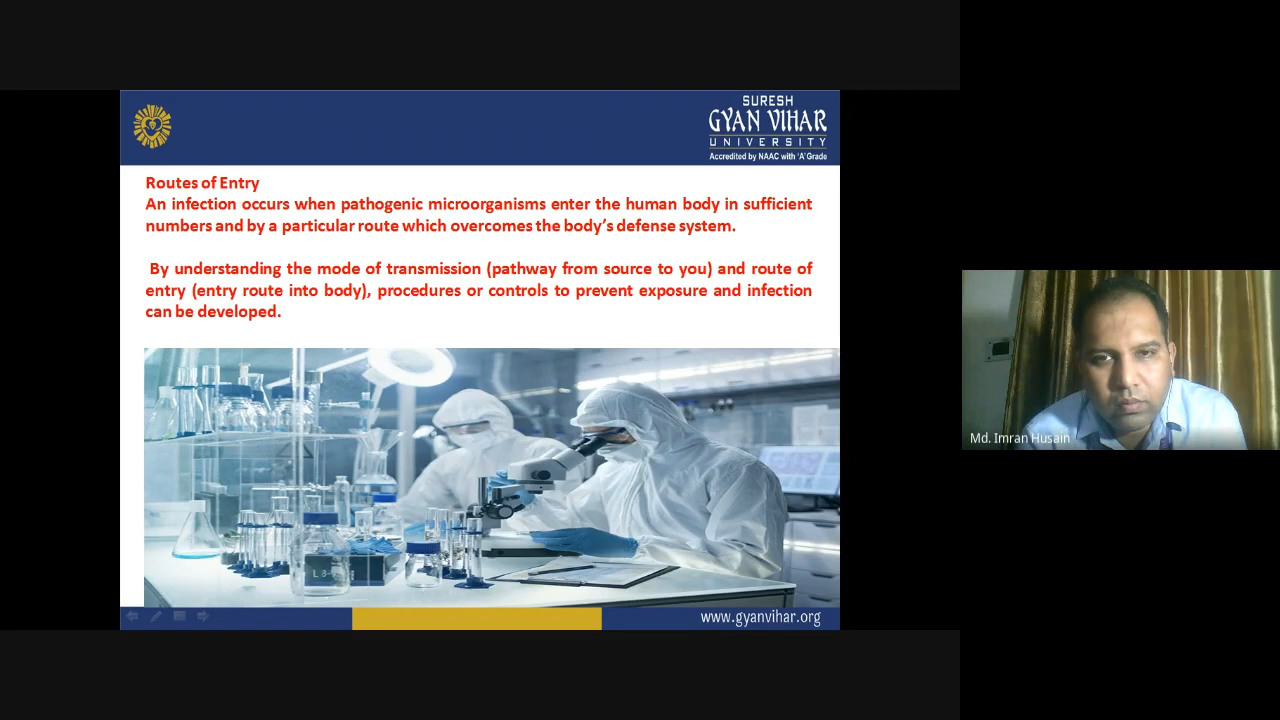 SURESH
GYAN VIHAR
UNIVERSITY
Accredited by NAAC with 'A' Grade
Routes of Entry
An infection occurs when pathogenic microorganisms enter the human body in sufficient
numbers and by a particular route which overcomes the body's defense system.
By understanding the mode of transmission (pathway from source to you) and route of
entry (entry route into body), procedures or controls to prevent exposure and infection
can be developed.
Md. Imran Husain
www.gyanvihar.org